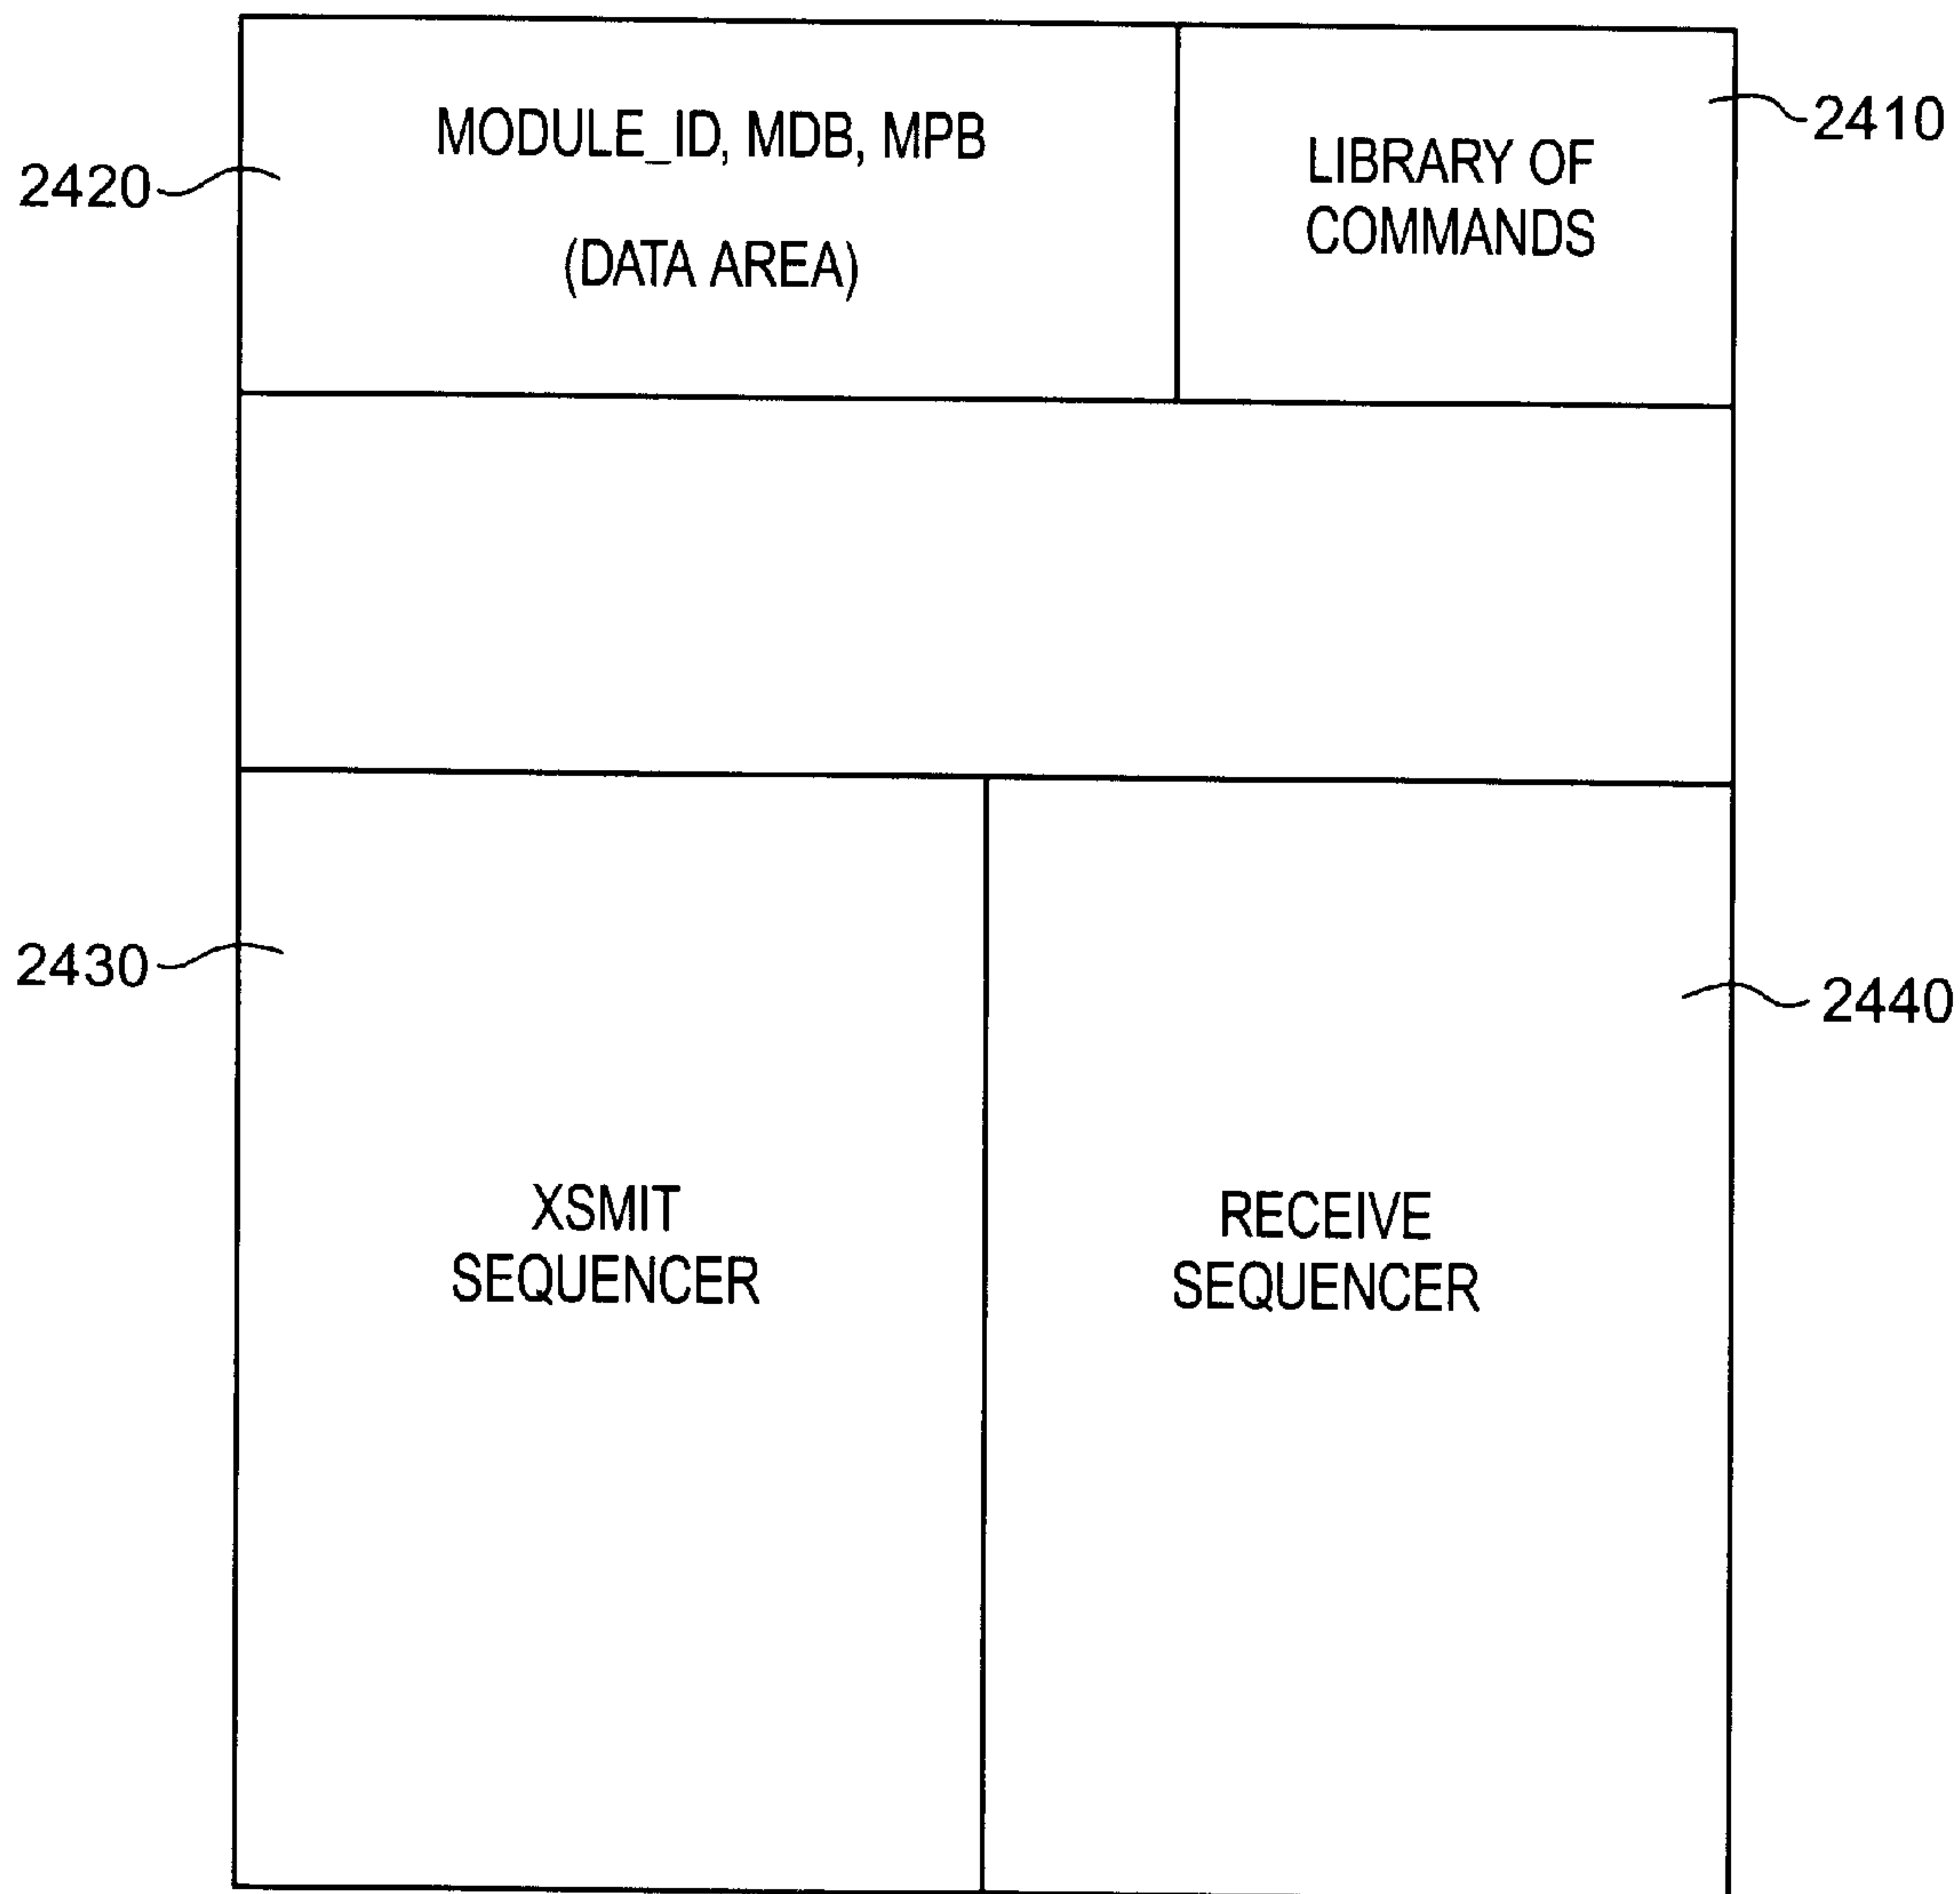 MODULE_ID, MDB, MPB
(DATA AREA)
LIBRARY OF
COMMANDS
2410
2420
2430
2440
XSMIT
SEQUENCER
RECEIVE
SEQUENCER